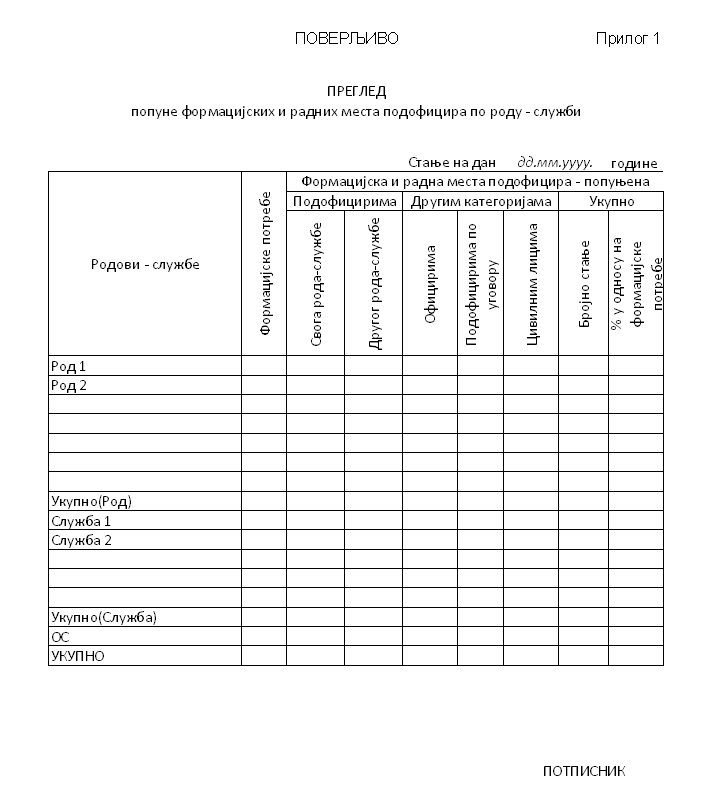 ПОВЕРЉИВО Прилог 1
ПРЕГЛЕД
попуне формацијских и радних места подофицира по роду - служби
Стање на дан дд.мм.уууу. године
Родови - службе
Формацијске потребе
Формацијска и радна места подофицира - попуњена
Подофицирима Другим категоријама Укупно
Свога рода-службе
Другог рода-службе
Официрима
Подофицирима по
уговору
Цивилним лицима
Бројно стање
% у односу на
формацијске
потребе
Род 1
Род 2
Укупно(Род)
Служба 1
Служба 2
Укупно(Служба)
ОС
УКУПНО
ПОТПИСНИК